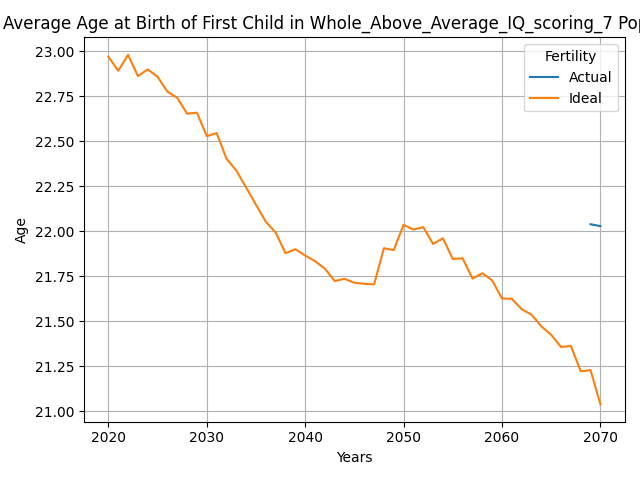 Average Age at Birth of First Child in Whole_Above_Average_IQ_scoring_7
Fertility
Actual
Ideal
23.00
22.75
22.50
22.25
22.00
21.75
21.50
21.25
21.00
Age
2020 2030 2040 2050 2060 2070
Years